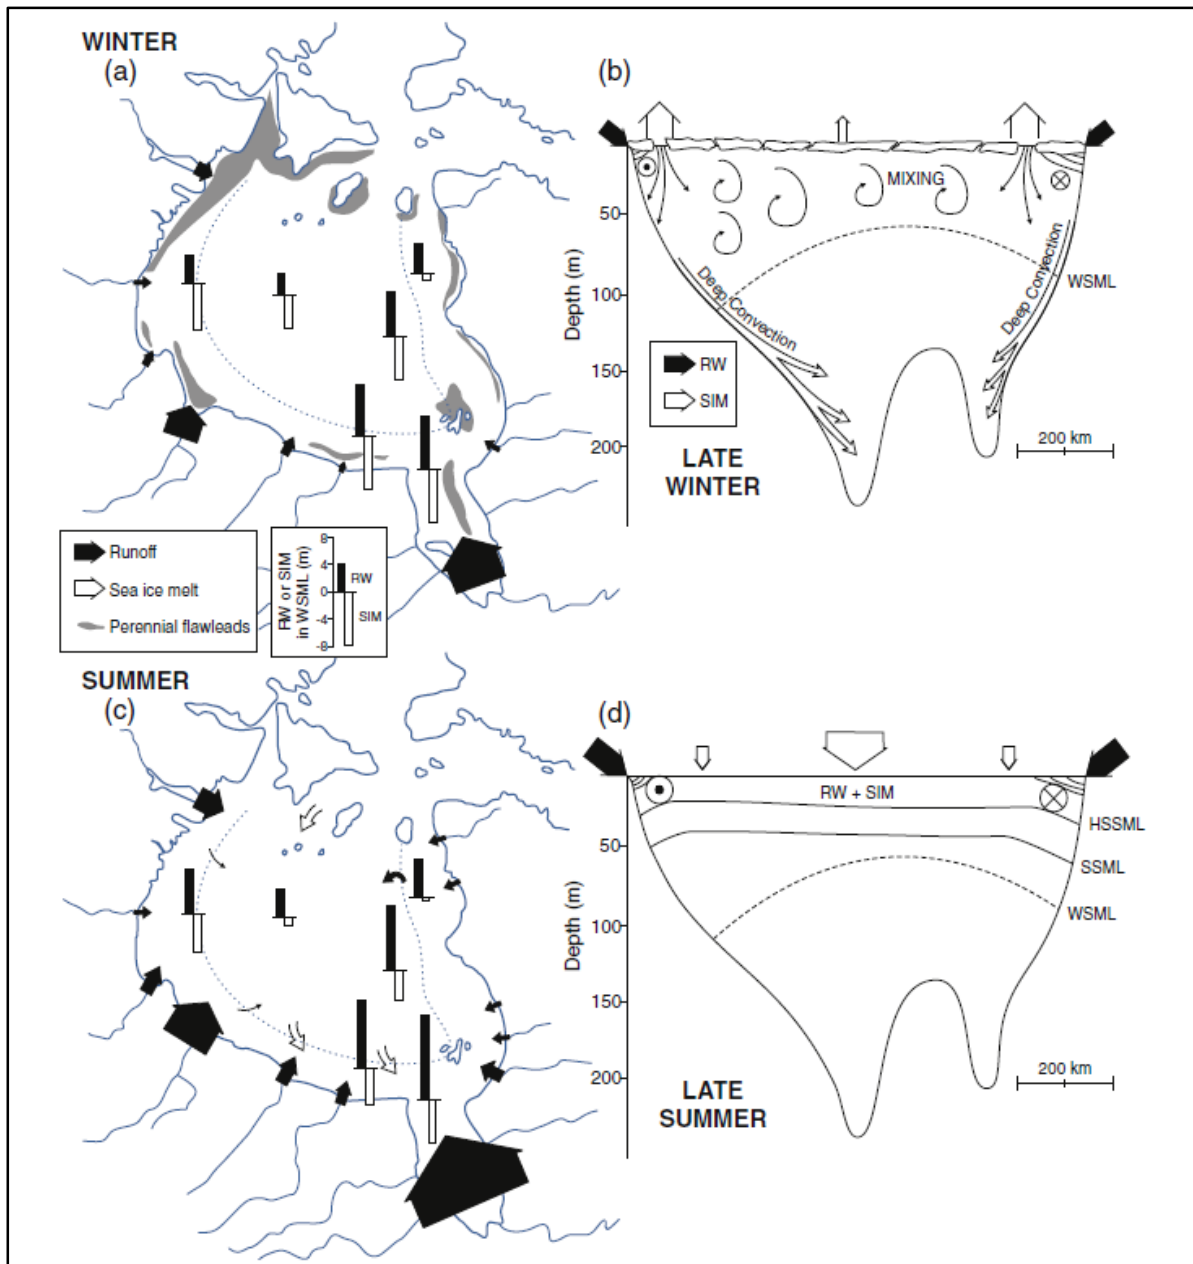 WINTER
(a)
Runoff
Sea ice melt
Perennial flawleads
RW or SIM
in WSML (m)
8
4
0
-4
-8
RW
SIM
(b)
MIXING
Deep Convection
Deep Convection
WSML
Depth (m)
50
100
150
200
RW
SIM
LATE
WINTER
200 km
SUMMER
(c)
(d)
RW + SIM
HSSML
SSML
WSML
Depth (m)
50
100
150
200
LATE
SUMMER
200 km